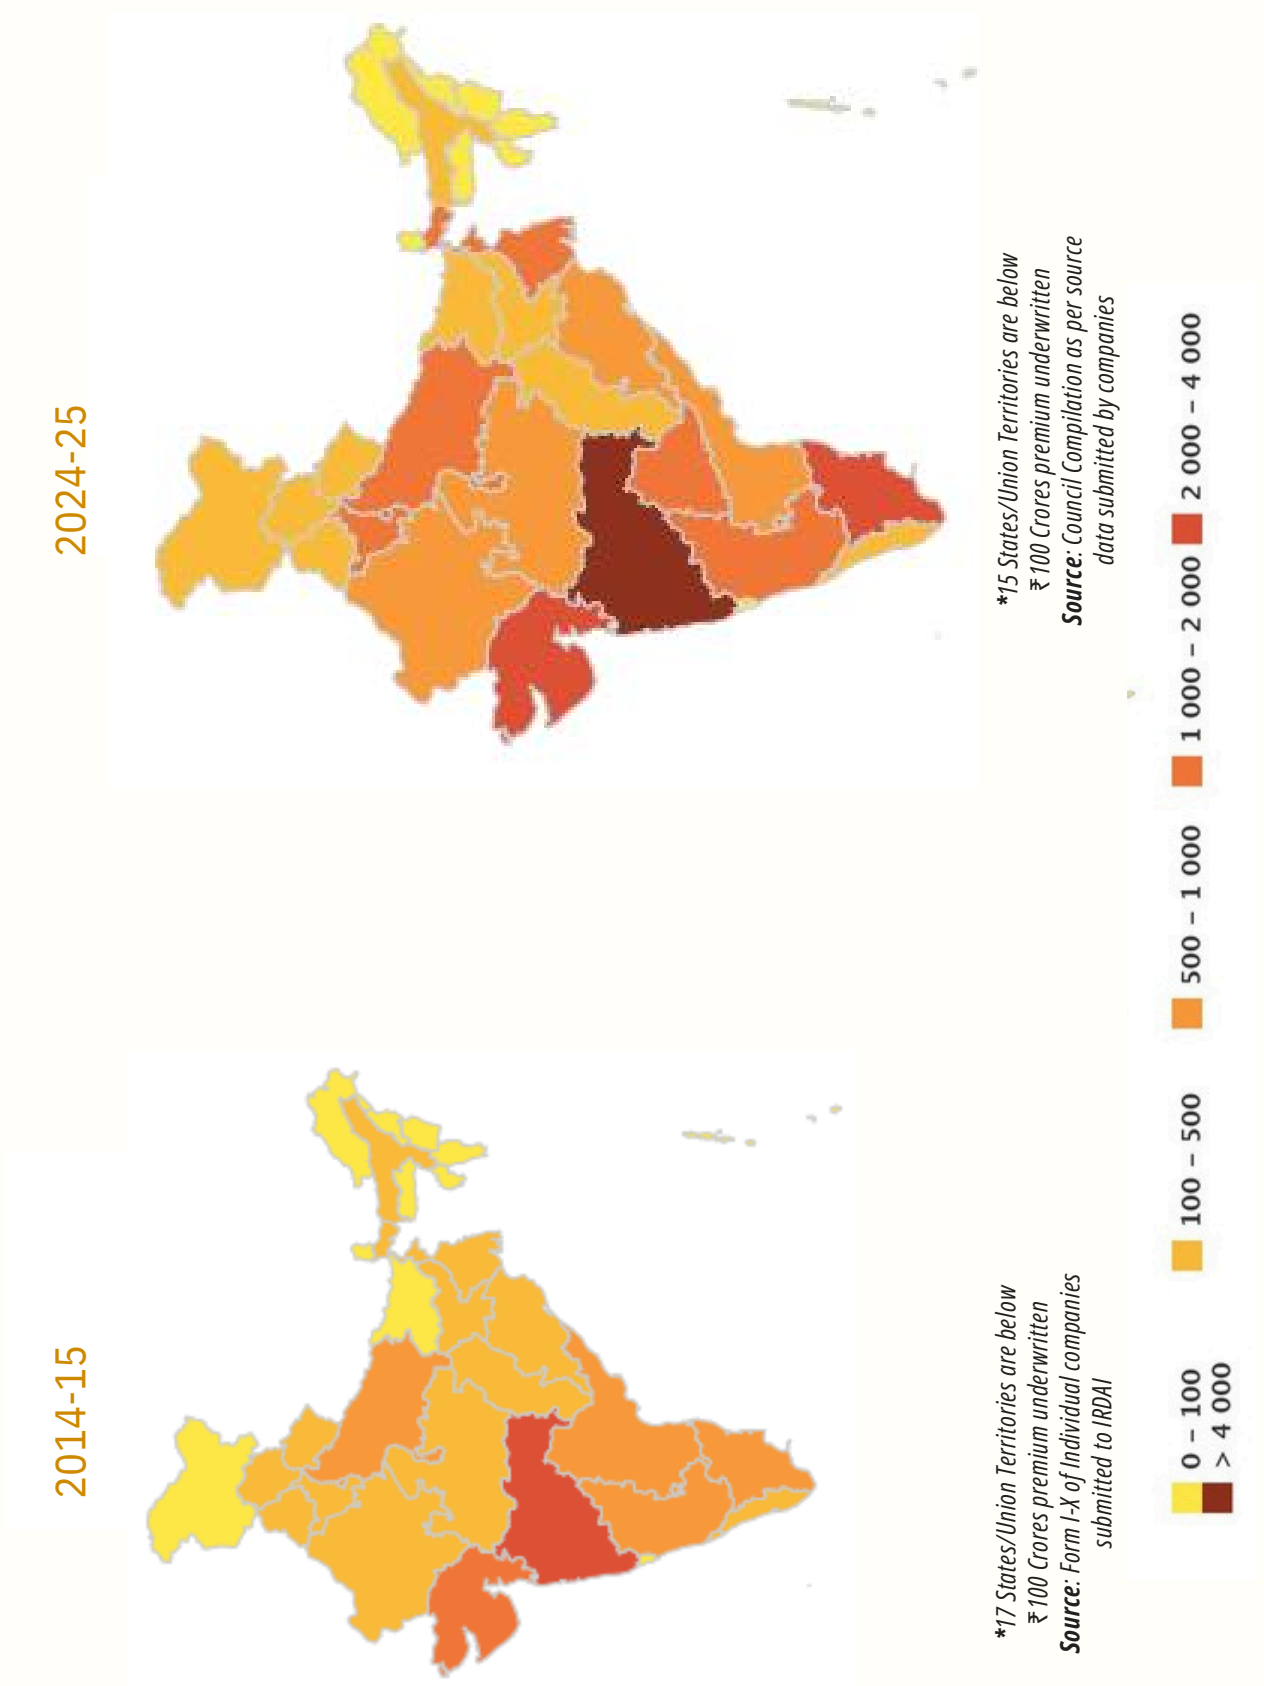 2014-15
2024-25
*17 States/Union Territories are below
₹100 Crores premium underwritten
Source: Form I-X of Individual companies
submitted to IRDAI
*15 States/Union Territories are below
₹100 Crores premium underwritten
Source: Council Compilation as per source
data submitted by companies
0 – 100
100 – 500
500 – 1 000
1 000 – 2 000
2 000 – 4 000
> 4 000